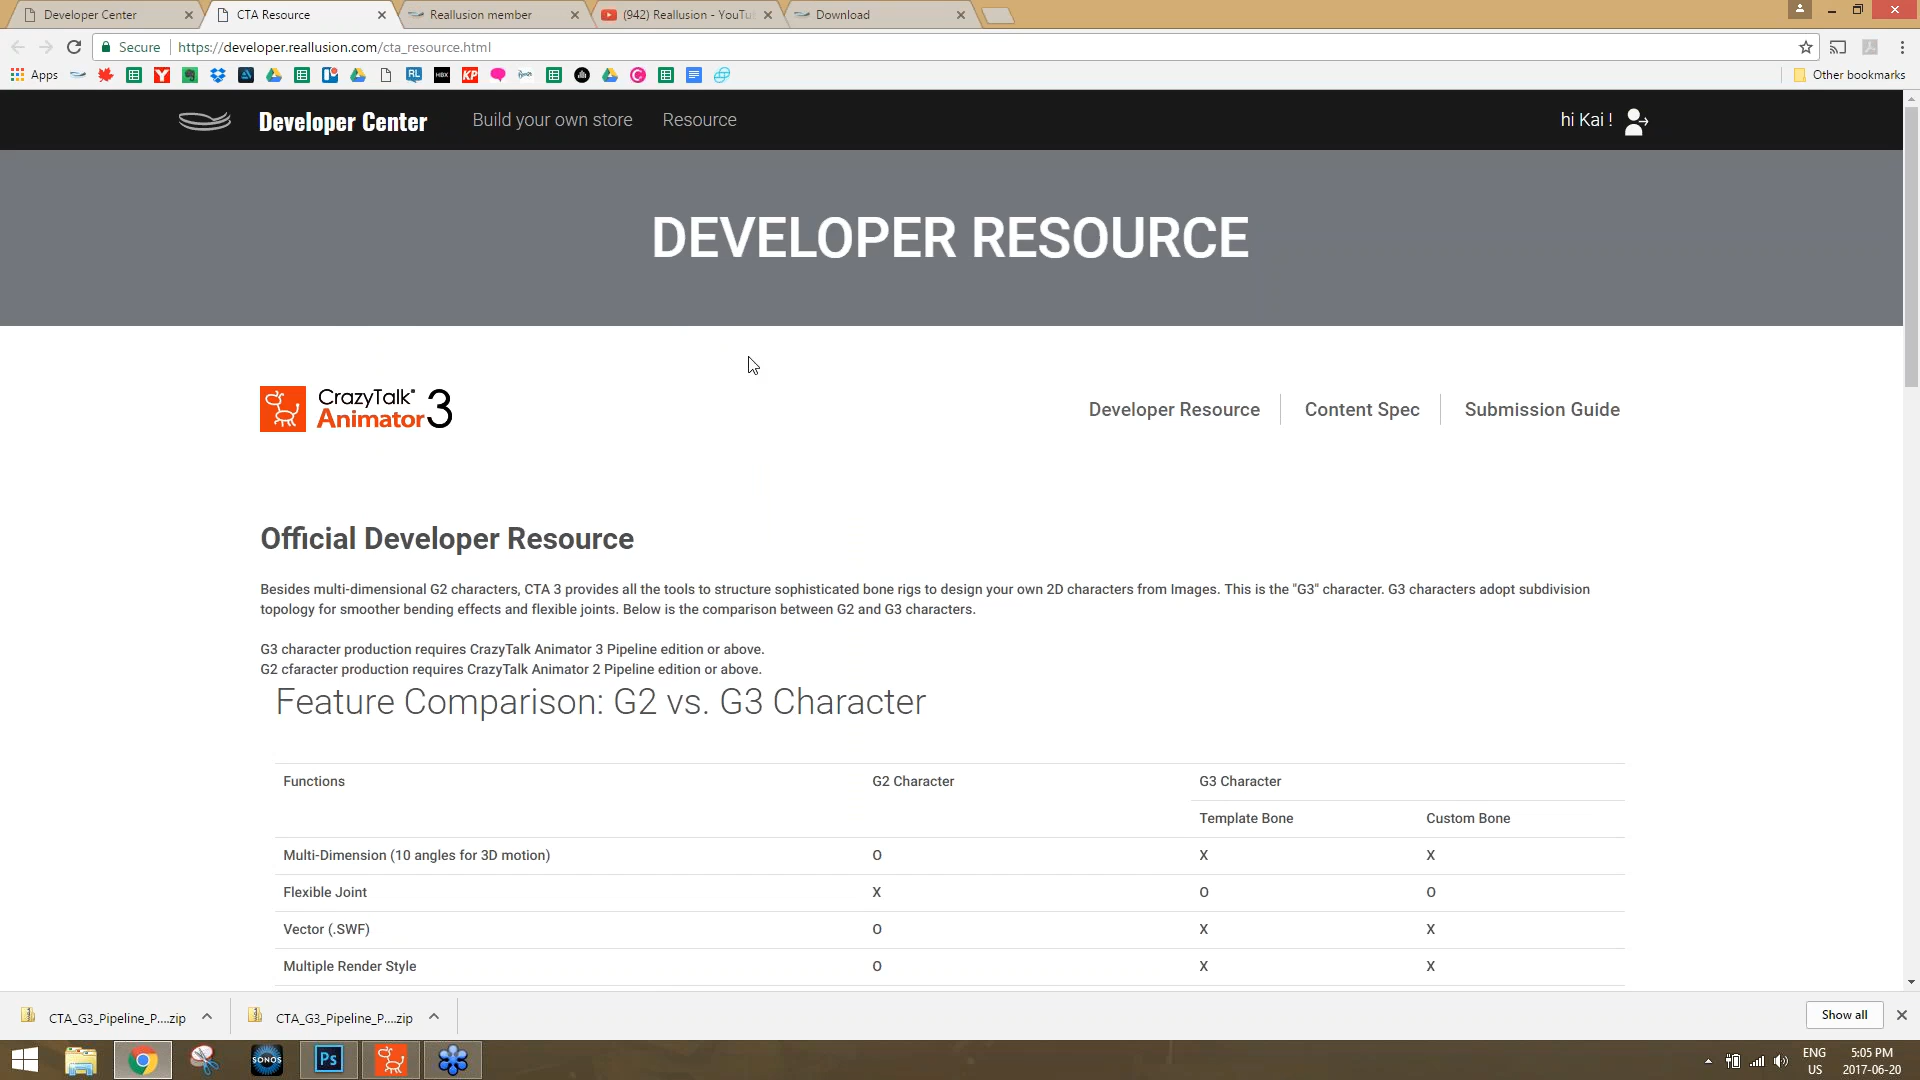 Developer Center
CTA Resource
Reallusion member
(942) Reallusion - YouTu
Download
Secure
https://developer.reallusion.com/cta_resource.html
Apps
Other bookmarks
Developer Center
Build your own store
Resource
hi Kai !
DEVELOPER RESOURCE
CrazyTalk®
Animator 3
Developer Resource
Content Spec
Submission Guide
Official Developer Resource
Besides multi-dimensional G2 characters, CTA 3 provides all the tools to structure sophisticated bone rigs to design your own 2D characters from Images. This is the "G3" character. G3 characters adopt subdivision
topology for smoother bending effects and flexible joints. Below is the comparison between G2 and G3 characters.
G3 character production requires CrazyTalk Animator 3 Pipeline edition or above.
G2 cfaracter production requires CrazyTalk Animator 2 Pipeline edition or above.
Feature Comparison: G2 vs. G3 Character
Functions G2 Character G3 Character
Template Bone Custom Bone
Multi-Dimension (10 angles for 3D motion) O X X
Flexible Joint X O O
Vector (.SWF) O X X
Multiple Render Style O X X
CTA_G3_Pipeline_P....zip
CTA_G3_Pipeline_P....zip
Show all
SONOS
Ps
ENG
US
5:05 PM
2017-06-20